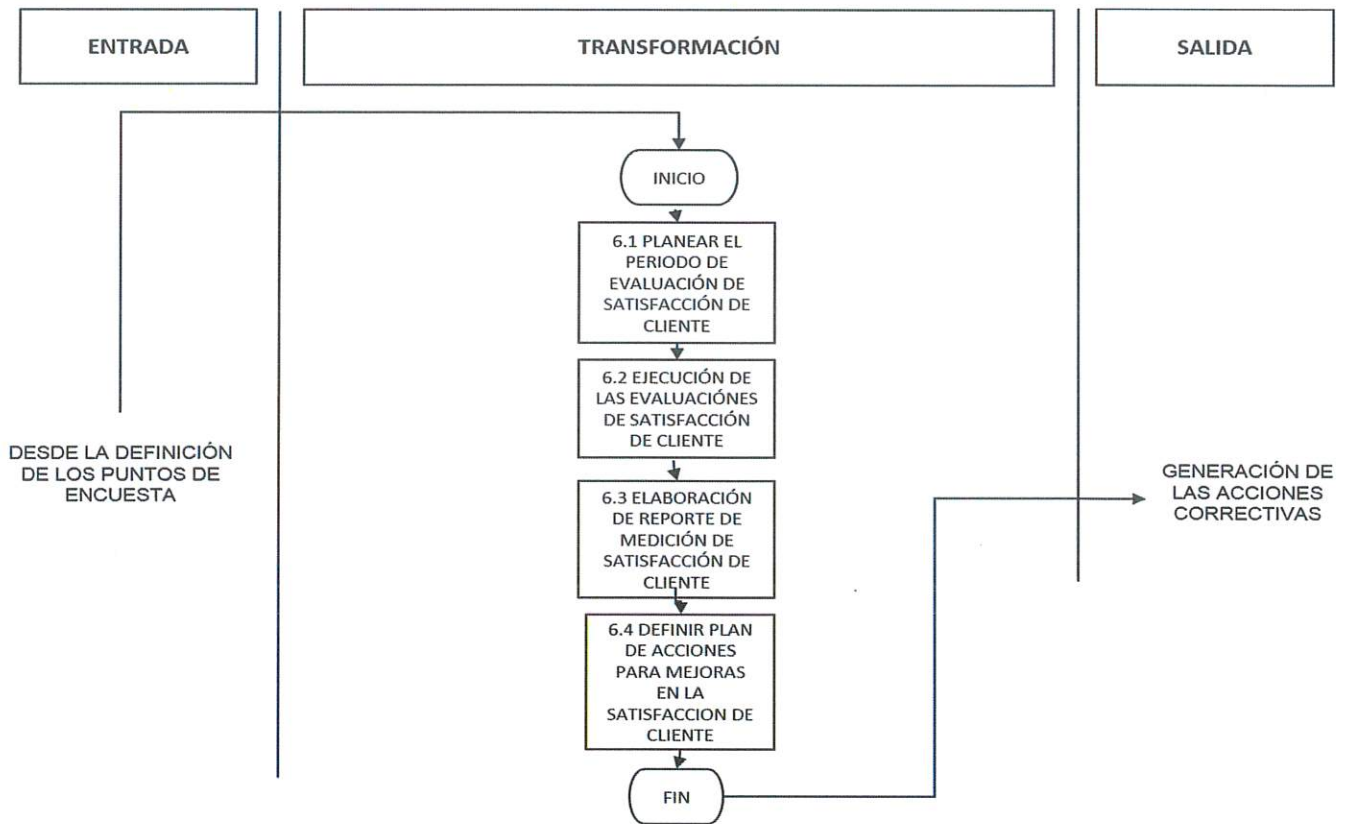 ENTRADA
TRANSFORMACIÓN
SALIDA
INICIO
6.1 PLANEAR EL
PERIODO DE
EVALUACIÓN DE
SATISFACCIÓN DE
CLIENTE
6.2 EJECUCIÓN DE
LAS EVALUACIÓNES
DE SATISFACCIÓN
DE CLIENTE
DESDE LA DEFINICIÓN
DE LOS PUNTOS DE
ENCUESTA
6.3 ELABORACIÓN
DE REPORTE DE
MEDICIÓN DE
SATISFACCIÓN DE
CLIENTE
GENERACIÓN DE
LAS ACCIONES
CORRECTIVAS
6.4 DEFINIR PLAN
DE ACCIONES
PARA MEJORAS
EN LA
SATISFACCION DE
CLIENTE
FIN